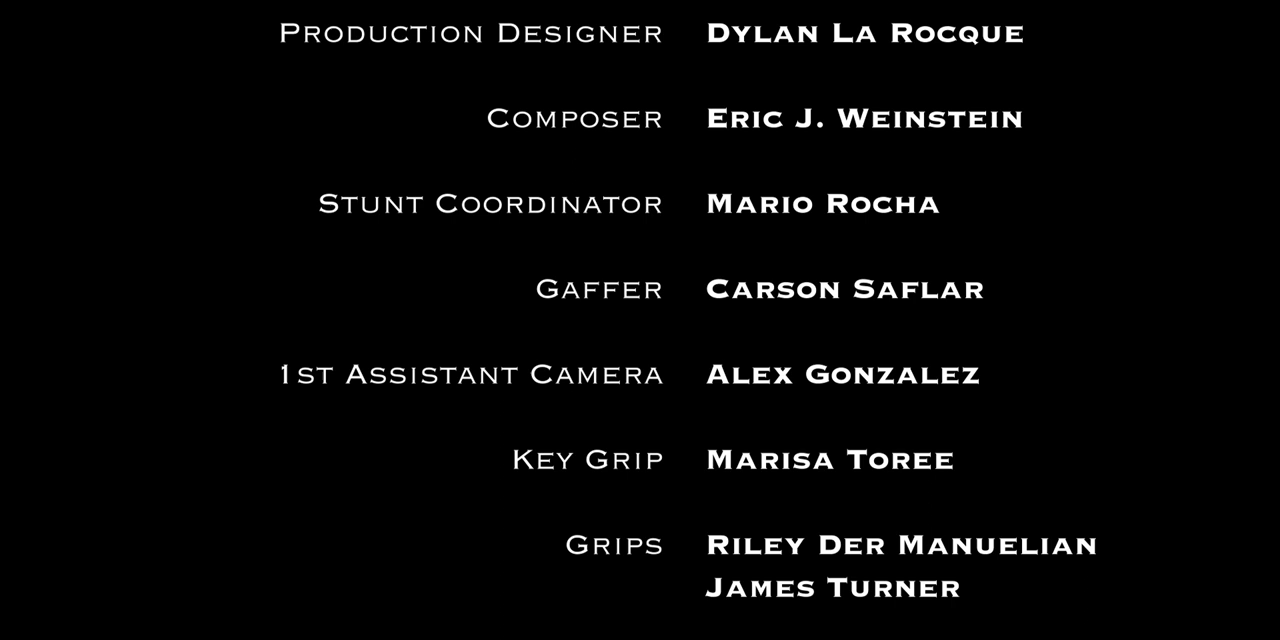 Production Designer Dylan La Rocque
Composer Eric J. Weinstein
Stunt Coordinator Mario Rocha
Gaffer Carson Saflar
1st Assistant Camera Alex Gonzalez
Key Grip Marisa Toree
Grips Riley Der Manuelian
James Turner